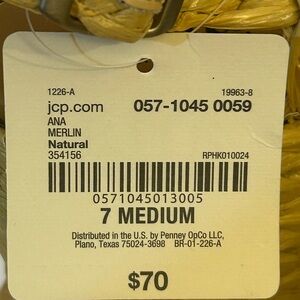 1226-A 19963-8
jcp.com 057-1045 0059
ANA
MERLIN
Natural
354156 RPHK010024
0571045013005
7 MEDIUM
Distributed in the U.S. by Penney OpCo LLC,
Plano, Texas 75024-3698 BR-01-226-A
$70